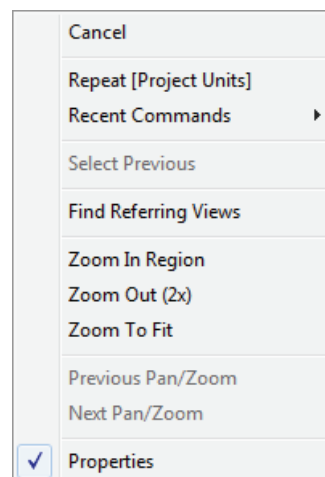 Cancel
Repeat [Project Units]
Recent Commands
Select Previous
Find Referring Views
Zoom In Region
Zoom Out (2x)
Zoom To Fit
Previous Pan/Zoom
Next Pan/Zoom
Properties